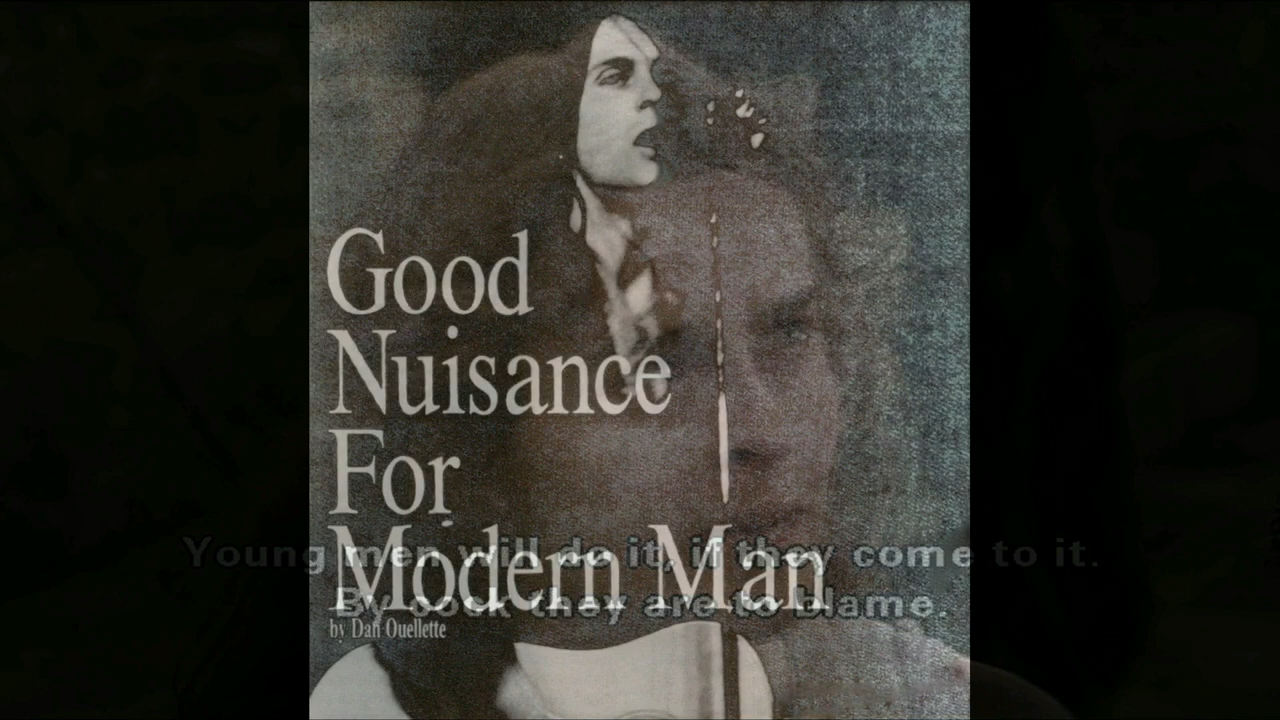 Good
Nuisance
For
Modern Man
by Dan Ouellette
Young men will do it, if they come to it.
By cock they are to blame.